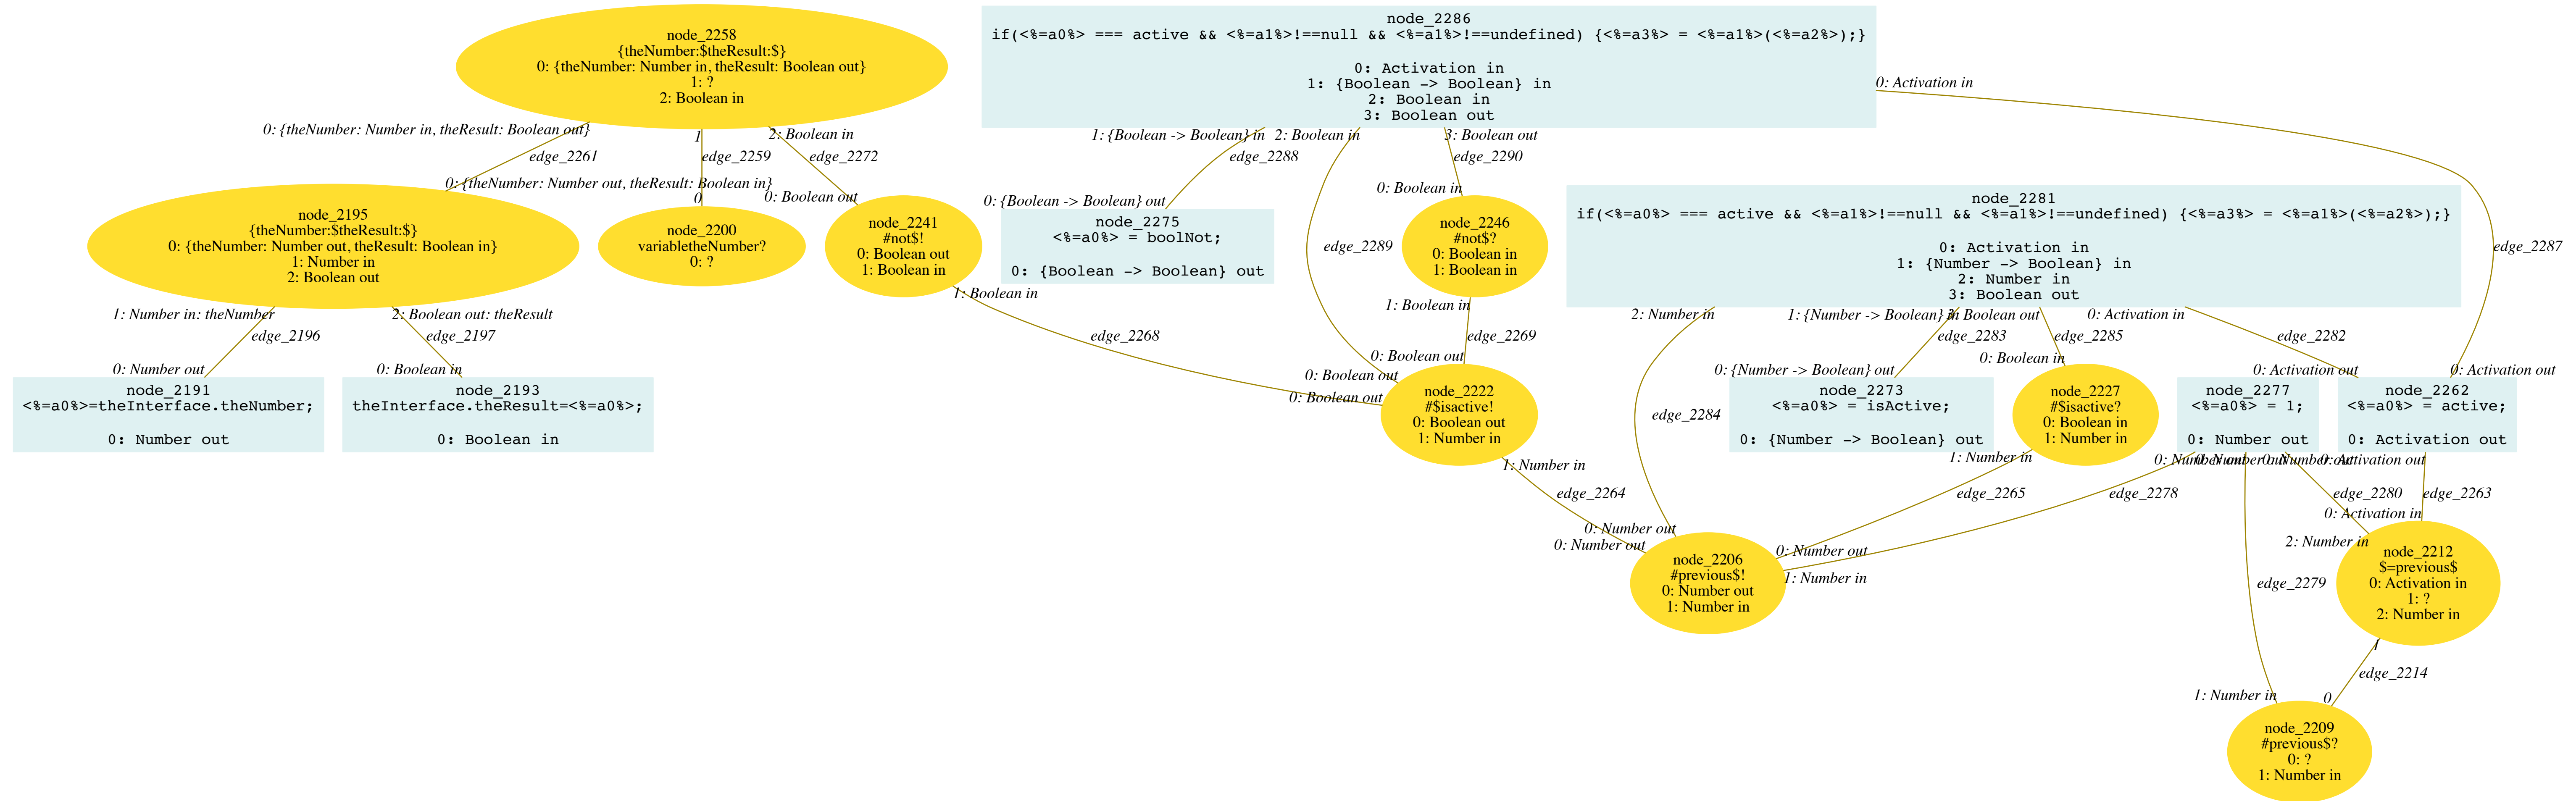 node_2258
{theNumber:$theResult:$}
0: {theNumber: Number in, theResult: Boolean out}
1: ?
2: Boolean in
node_2286
if(<%=a0%> === active && <%=a1%>!==null && <%=a1%>!==undefined) {<%=a3%> = <%=a1%>(<%=a2%>);}
0: Activation in
1: {Boolean -> Boolean} in
2: Boolean in
3: Boolean out
0: Activation in
0: {theNumber: Number in, theResult: Boolean out}
1
2: Boolean in
1: {Boolean -> Boolean} in
2: Boolean in
3: Boolean out
edge_2261
edge_2259
edge_2272
edge_2288
edge_2290
0: {theNumber: Number out, theResult: Boolean in}
0
0: Boolean out
0: {Boolean -> Boolean} out
0: Boolean in
node_2195
{theNumber:$theResult:$}
0: {theNumber: Number out, theResult: Boolean in}
1: Number in
2: Boolean out
node_2200
variabletheNumber?
0: ?
node_2241
#not$!
0: Boolean out
1: Boolean in
node_2275
<%=a0%> = boolNot;
0: {Boolean -> Boolean} out
edge_2289
node_2246
#not$?
0: Boolean in
1: Boolean in
node_2281
if(<%=a0%> === active && <%=a1%>!==null && <%=a1%>!==undefined) {<%=a3%> = <%=a1%>(<%=a2%>);}
0: Activation in
1: {Number -> Boolean} in
2: Number in
3: Boolean out
edge_2287
1: Number in: theNumber
2: Boolean out: theResult
1: Boolean in
1: Boolean in
2: Number in
1: {Number -> Boolean} in
3: Boolean out
0: Activation in
edge_2196
edge_2197
edge_2268
edge_2269
edge_2283
edge_2285
edge_2282
0: Number out
0: Boolean in
0: Boolean out
0: Boolean out
0: Boolean out
0: {Number -> Boolean} out
0: Boolean in
0: Activation out
0: Activation out
node_2191
<%=a0%>=theInterface.theNumber;
0: Number out
node_2193
theInterface.theResult=<%=a0%>;
0: Boolean in
node_2222
#$isactive!
0: Boolean out
1: Number in
edge_2284
node_2273
<%=a0%> = isActive;
0: {Number -> Boolean} out
node_2227
#$isactive?
0: Boolean in
1: Number in
node_2277
<%=a0%> = 1;
0: Number out
node_2262
<%=a0%> = active;
0: Activation out
1: Number in
1: Number in
0: Number out
0: Number out
0: Number out
0: Activation out
edge_2264
edge_2265
edge_2278
edge_2280
edge_2263
0: Number out
0: Number out
0: Number out
1: Number in
0: Activation in
2: Number in
node_2206
#previous$!
0: Number out
1: Number in
edge_2279
node_2212
$=previous$
0: Activation in
1: ?
2: Number in
1
edge_2214
1: Number in
0
node_2209
#previous$?
0: ?
1: Number in